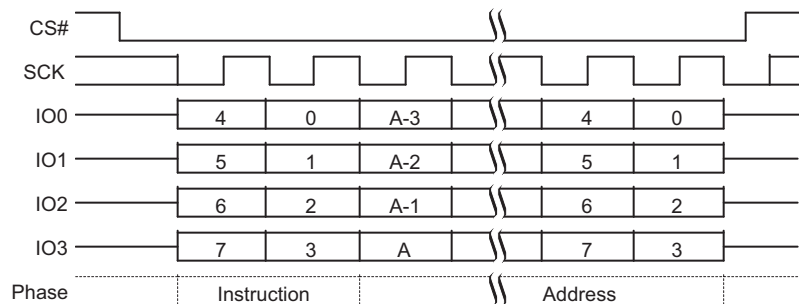 CS#
SCK
IO0 4 0 A-3 4 0
IO1 5 1 A-2 5 1
IO2 6 2 A-1 6 2
IO3 7 3 A 7 3
Phase Instruction Address